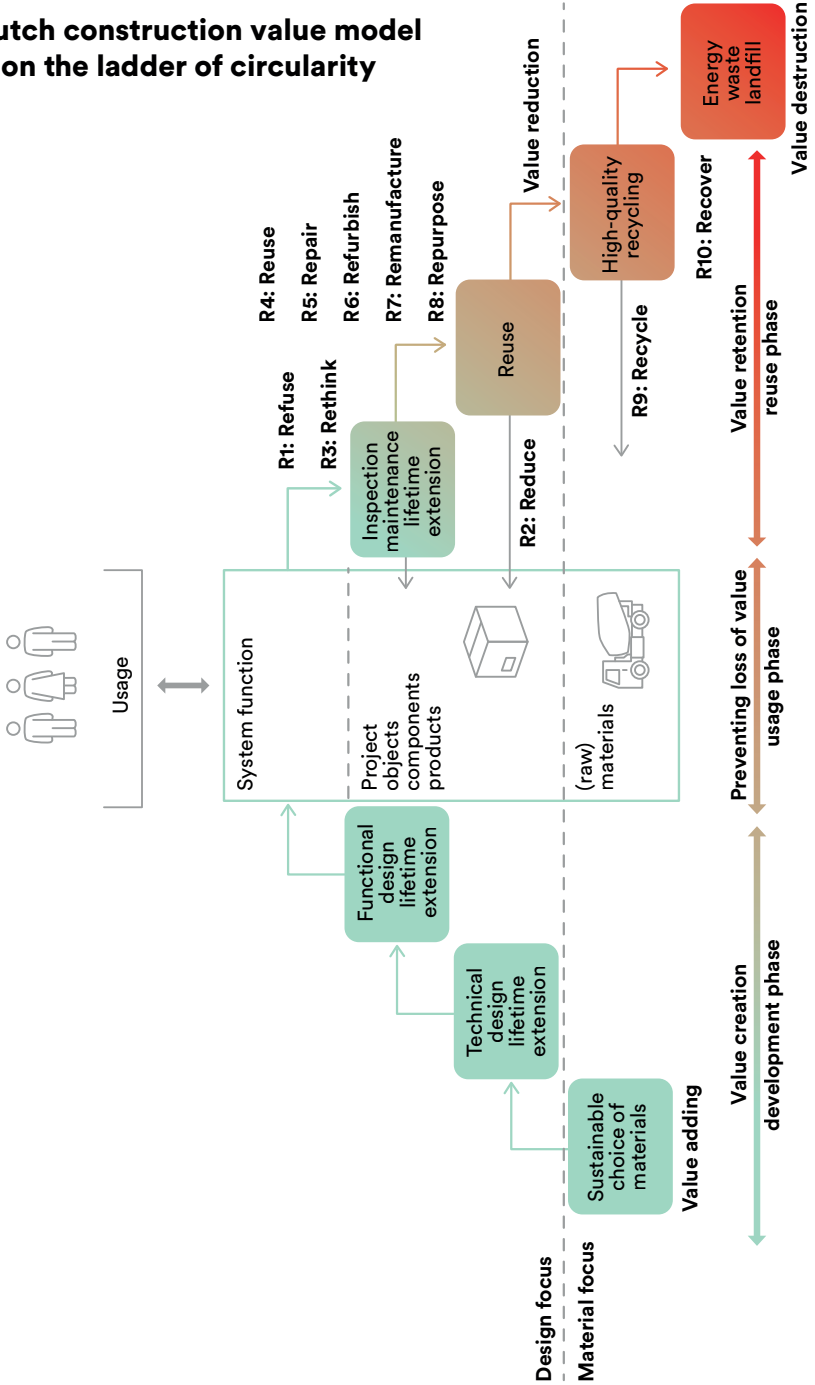 utch construction value model
on the ladder of circularity
Usage
System function
Project
objects
components
products
(raw)
materials
Sustainable
choice of
materials
Value adding
Technical
design
lifetime
extension
Functional
design
lifetime
extension
R1: Refuse
R3: Rethink
Inspection
maintenance
lifetime
extension
R4: Reuse
R5: Repair
R6: Refurbish
R7: Remanufacture
R8: Repurpose
Reuse
R2: Reduce
Value reduction
High-quality
recycling
R9: Recycle
R10: Recover
Energy
waste
landfill
Value destruction
Design focus
Material focus
Value creation
development phase
Preventing loss of value
usage phase
Value retention
reuse phase